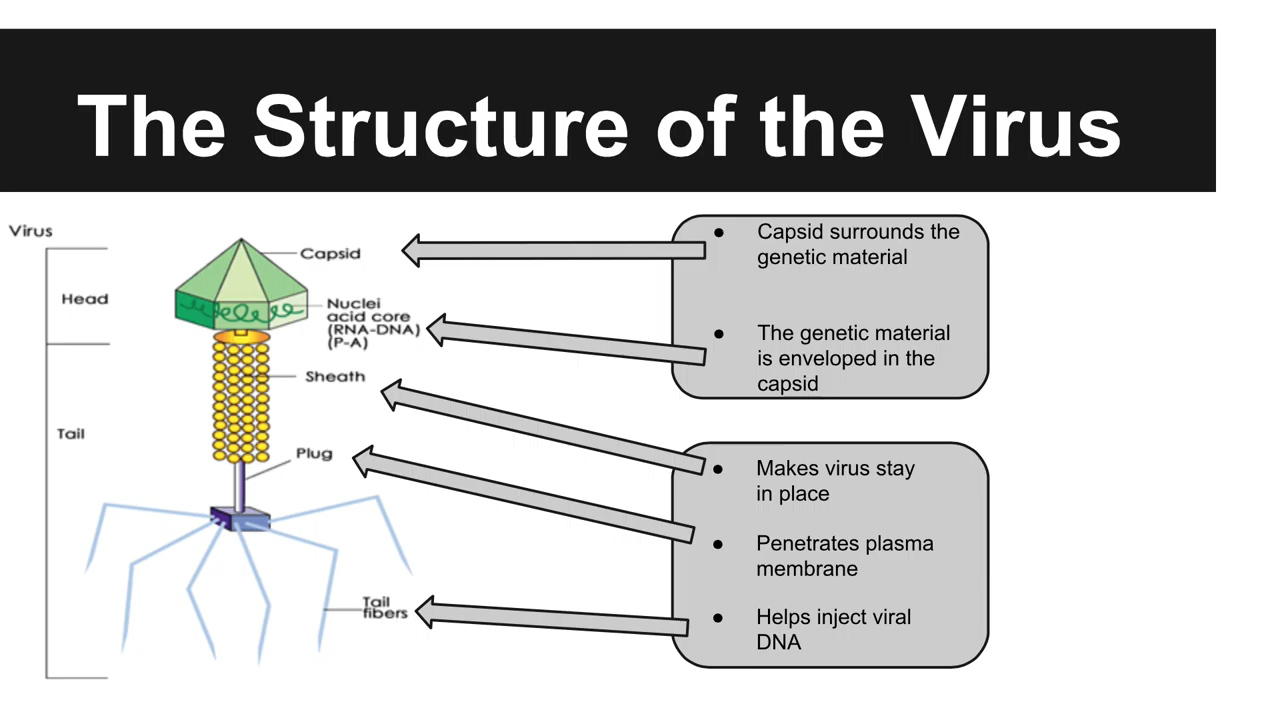 The Structure of the Virus
Virus
Head
Tail
Capsid
Nuclei
acid core
(RNA-DNA)
(P-A)
Sheath
Plug
Tail
fibers
● Capsid surrounds the
genetic material
● The genetic material
is enveloped in the
capsid
● Makes virus stay
in place
● Penetrates plasma
membrane
● Helps inject viral
DNA